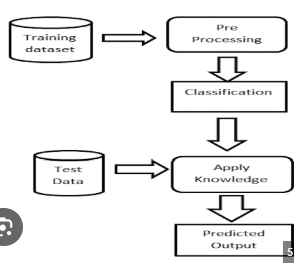 Training
dataset
Pre
Processing
Classification
Test
Data
Apply
Knowledge
Predicted
Output
5